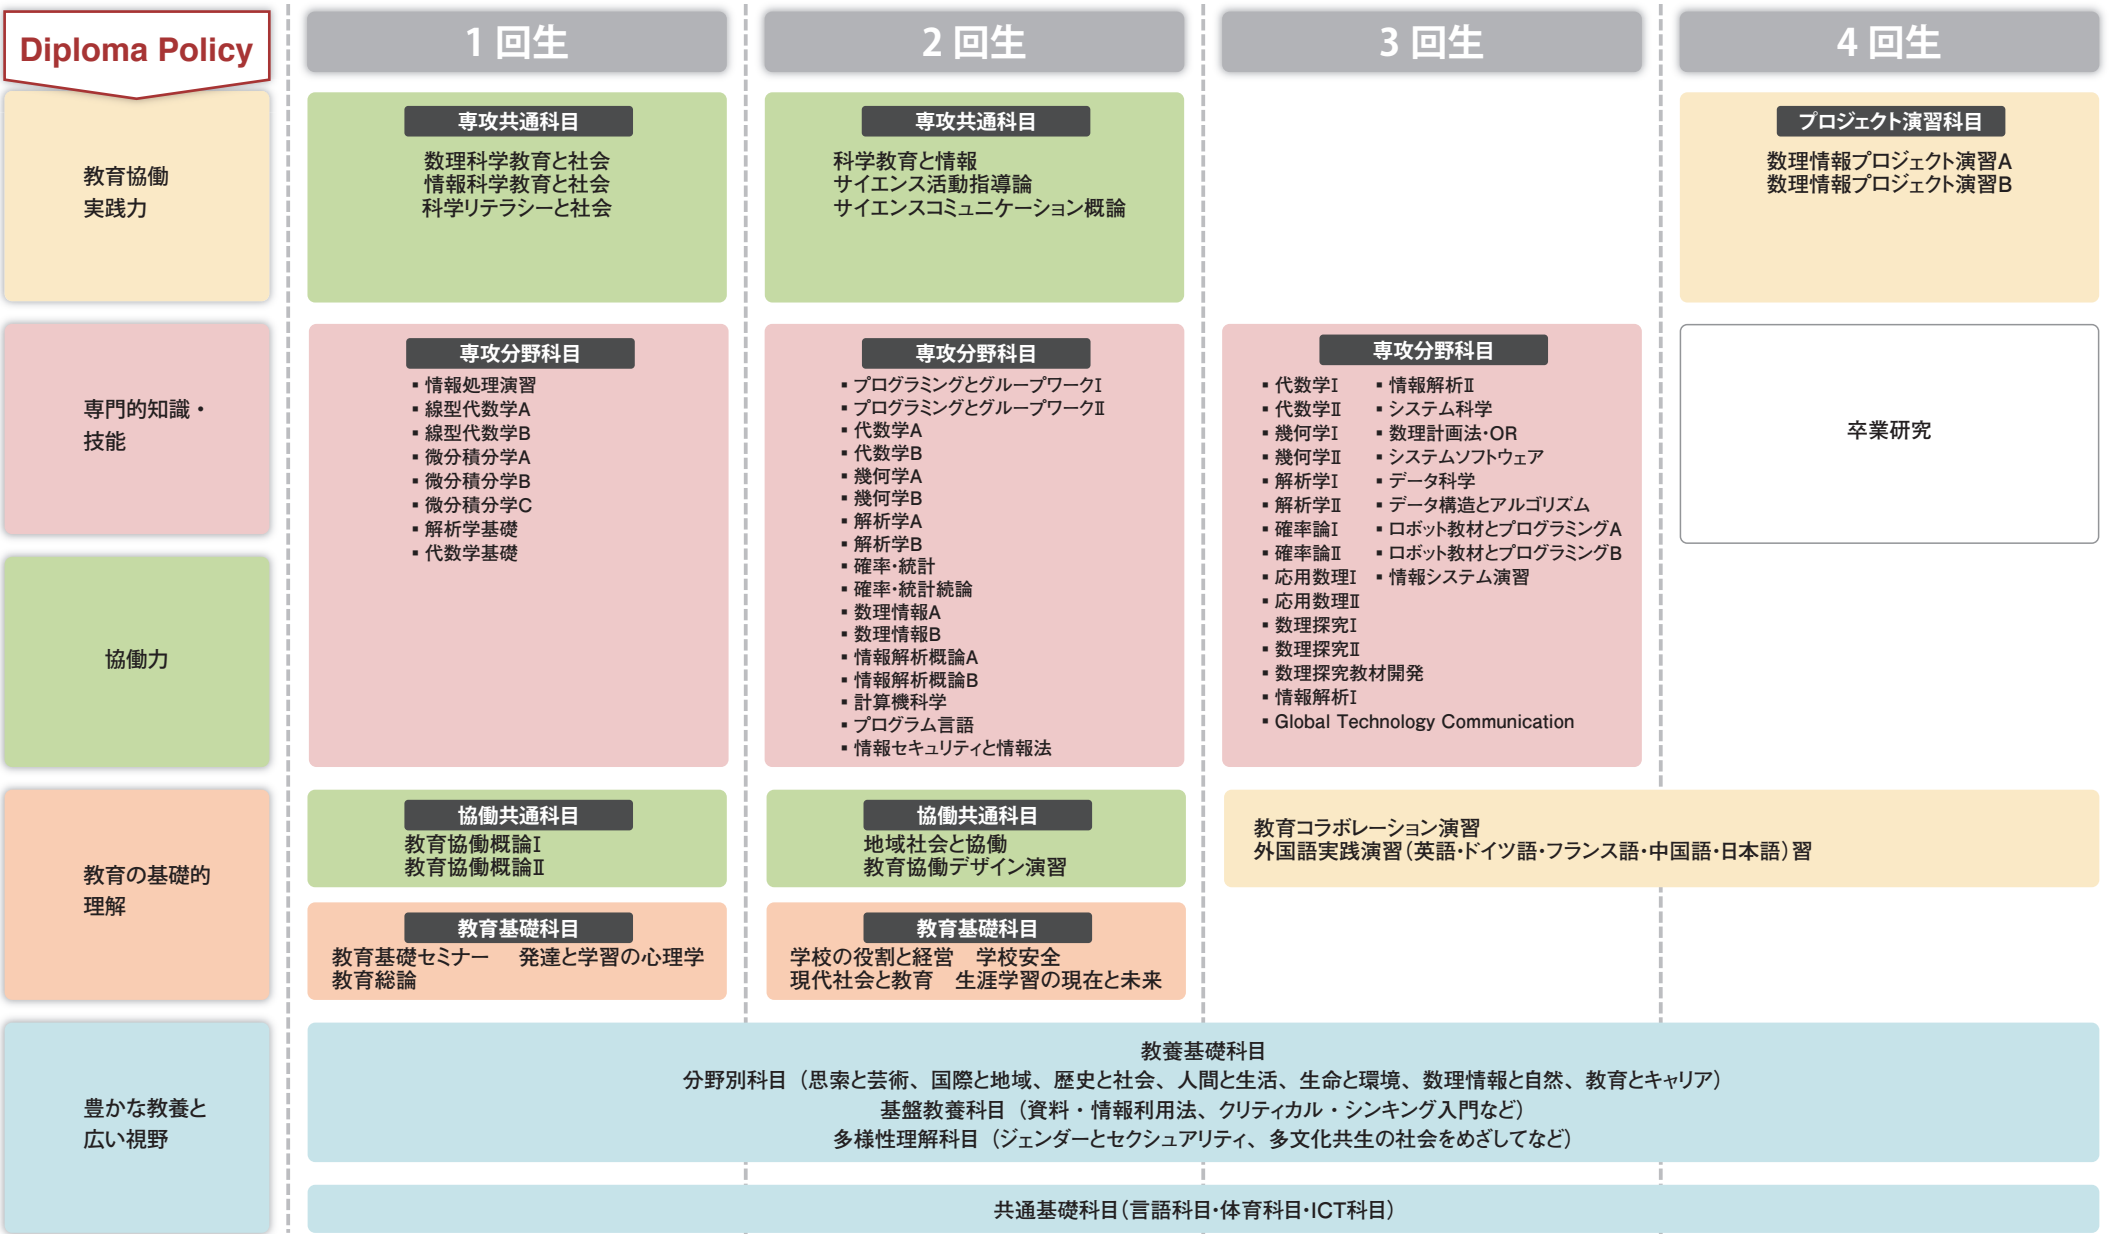 Diploma Policy
1 回生
2 回生
3 回生
4 回生
教育協働
実践力
専攻共通科目
数理科学教育と社会
情報科学教育と社会
科学リテラシーと社会
専攻共通科目
科学教育と情報
サイエンス活動指導論
サイエンスコミュニケーション概論
プロジェクト演習科目
数理情報プロジェクト演習A
数理情報プロジェクト演習B
専門的知識・
技能
協働力
専攻分野科目
▪ 情報処理演習
▪ 線型代数学A
▪ 線型代数学B
▪ 微分積分学A
▪ 微分積分学B
▪ 微分積分学C
▪ 解析学基礎
▪ 代数学基礎
専攻分野科目
▪ プログラミングとグループワークⅠ
▪ プログラミングとグループワークⅡ
▪ 代数学A
▪ 代数学B
▪ 幾何学A
▪ 幾何学B
▪ 解析学A
▪ 解析学B
▪ 確率・統計
▪ 確率・統計続論
▪ 数理情報A
▪ 数理情報B
▪ 情報解析概論A
▪ 情報解析概論B
▪ 計算機科学
▪ プログラム言語
▪ 情報セキュリティと情報法
専攻分野科目
▪ 代数学Ⅰ
▪ 代数学Ⅱ
▪ 幾何学Ⅰ
▪ 幾何学Ⅱ
▪ 解析学Ⅰ
▪ 解析学Ⅱ
▪ 確率論Ⅰ
▪ 確率論Ⅱ
▪ 応用数理Ⅰ
▪ 応用数理Ⅱ
▪ 数理探究Ⅰ
▪ 数理探究Ⅱ
▪ 数理探究教材開発
▪ 情報解析Ⅰ
▪ Global Technology Communication
▪ 情報解析Ⅱ
▪ システム科学
▪ 数理計画法・OR
▪ システムソフトウェア
▪ データ科学
▪ データ構造とアルゴリズム
▪ ロボット教材とプログラミングA
▪ ロボット教材とプログラミングB
▪ 情報システム演習
卒業研究
教育の基礎的
理解
協働共通科目
教育協働概論Ⅰ
教育協働概論Ⅱ
協働共通科目
地域社会と協働
教育協働デザイン演習
教育コラボレーション演習
外国語実践演習（英語・ドイツ語・フランス語・中国語・日本語）習
教育基礎科目
教育基礎セミナー　発達と学習の心理学
教育総論
教育基礎科目
学校の役割と経営　学校安全
現代社会と教育　生涯学習の現在と未来
豊かな教養と
広い視野
教養基礎科目
分野別科目（思索と芸術、国際と地域、歴史と社会、人間と生活、生命と環境、数理情報と自然、教育とキャリア）
基盤教養科目（資料・情報利用法、クリティカル・シンキング入門など）
多様性理解科目（ジェンダーとセクシュアリティ、多文化共生の社会をめざしてなど）
共通基礎科目（言語科目・体育科目・ICT科目）